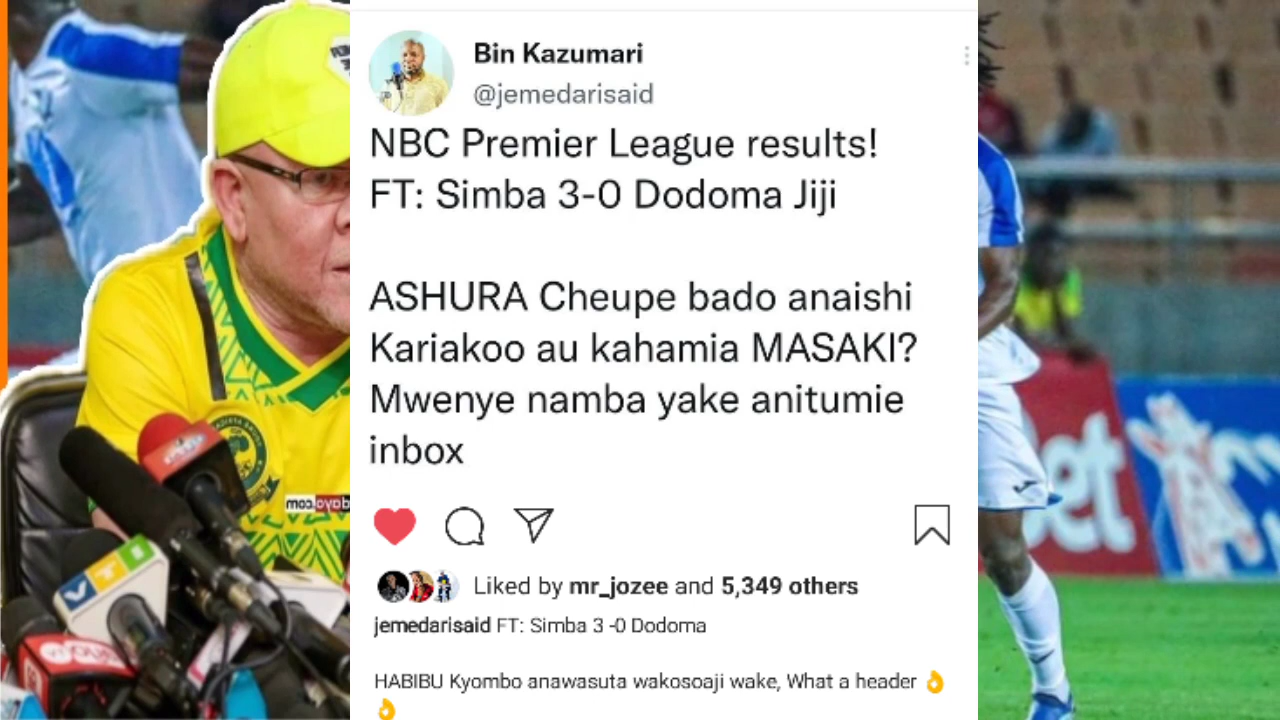 Bin Kazumari
@jemedarisaid
NBC Premier League results!
FT: Simba 3-0 Dodoma Jiji
ASHURA Cheupe bado anaishi
Kariakoo au kahamia MASAKI?
Mwenye namba yake anitumie
inbox
Liked by mr_jozee and 5,349 others
jemedarisaid FT: Simba 3 -0 Dodoma
HABIBU Kyombo anawasuta wakosoaji wake, What a header 👌
👌
VTI
bet